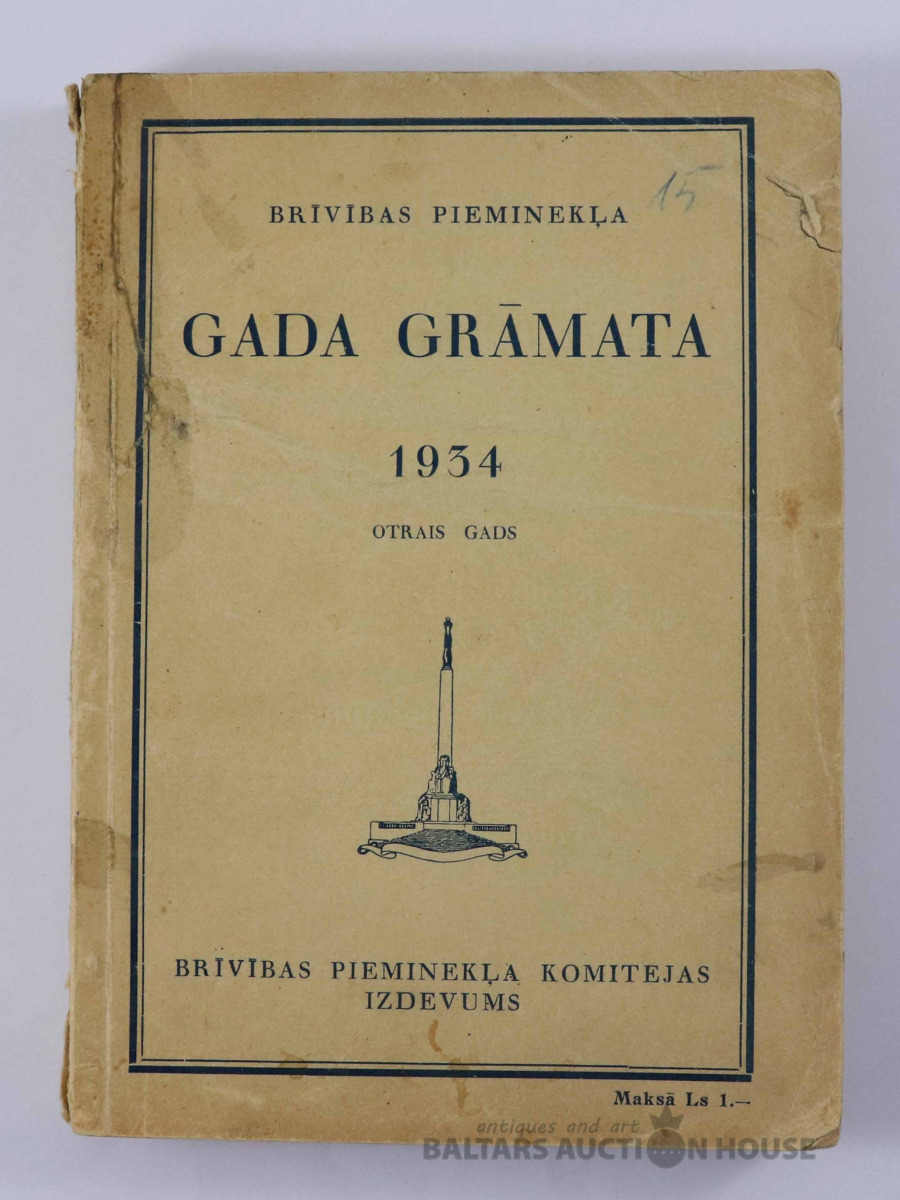 15
BRĪVĪBAS PIEMINEKĻA
GADA GRĀMATA
1934
OTRAIS GADS
BRĪVĪBAS PIEMINEKĻA KOMITEJAS
IZDEVUMS
Maksā Ls 1.—
antiques and art
BALTARS AUCTION HOUSE